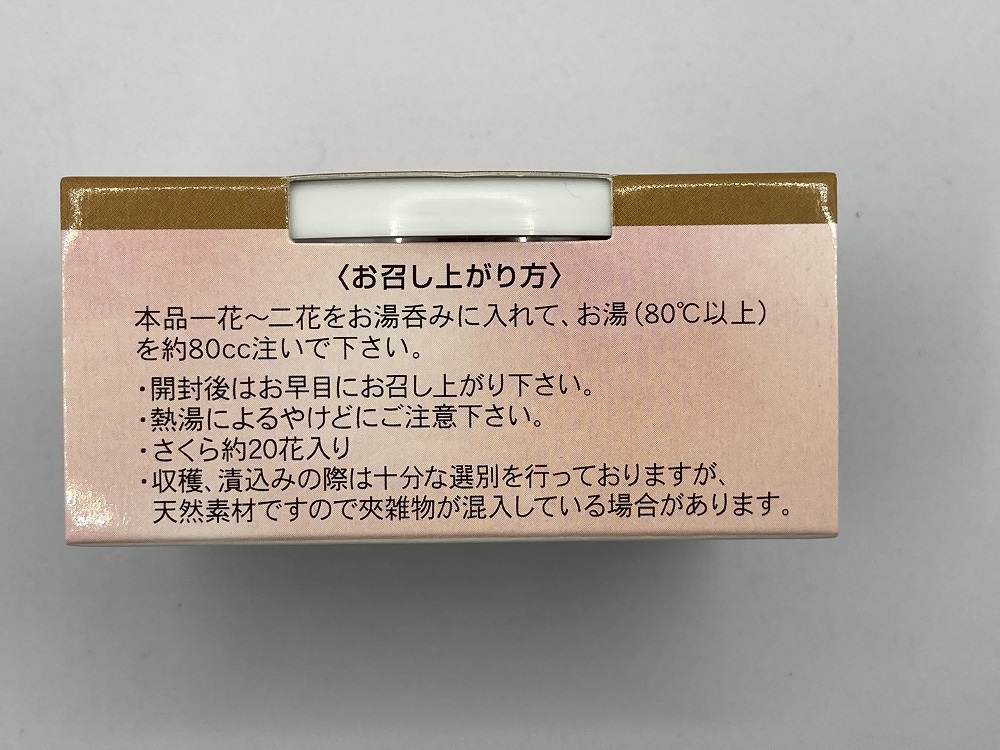 〈お召し上がり方〉
本品一花～二花をお湯呑みに入れて、お湯(80℃以上)
を約80cc注いで下さい。
・開封後はお早目にお召し上がり下さい。
・熱湯によるやけどにご注意下さい。
・さくら約20花入り
・収穫、漬込みの際は十分な選別を行っておりますが、
天然素材ですので夾雑物が混入している場合があります。